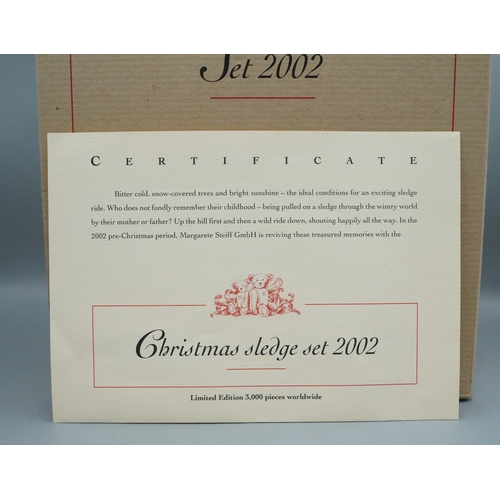 Set 2002
CERTIFICATE
Bitter cold, snow-covered trees and bright sunshine – the ideal conditions for an exciting sledge
ride. Who does not fondly remember their childhood – being pulled on a sledge through the wintry world
by their mother or father? Up the hill first and then a wild ride down, shouting happily all the way. In the
2002 pre-Christmas period, Margarete Steiff GmbH is reviving these treasured memories with the
Christmas sledge set 2002
Limited Edition 3,000 pieces worldwide